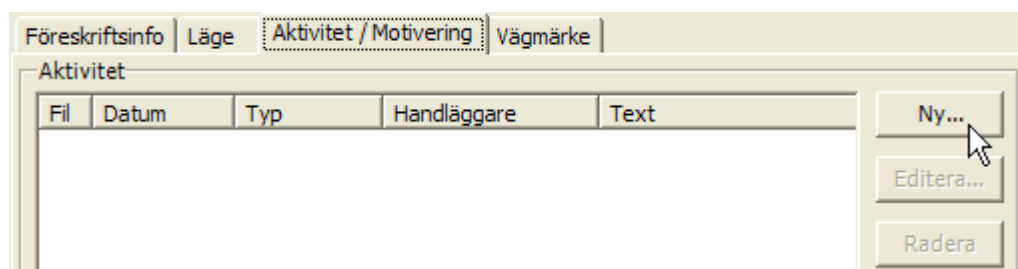 Föreskriftsinfo Läge Aktivitet / Motivering Vägmärke
Aktivitet
Fil Datum Typ Handläggare Text
Ny...
Editera...
Radera